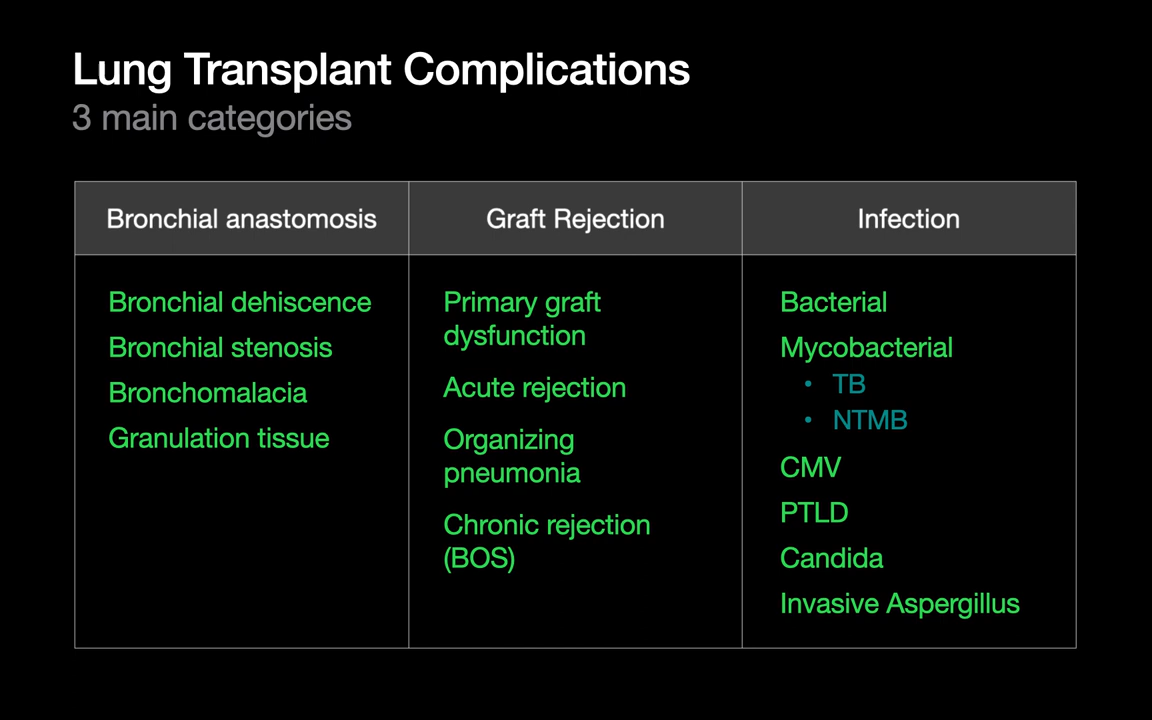 Lung Transplant Complications
3 main categories
Bronchial anastomosis
Graft Rejection
Infection
Bronchial dehiscence
Bronchial stenosis
Bronchomalacia
Granulation tissue
Primary graft
dysfunction
Acute rejection
Organizing
pneumonia
Chronic rejection
(BOS)
Bacterial
Mycobacterial
• TB
• NTMB
CMV
PTLD
Candida
Invasive Aspergillus